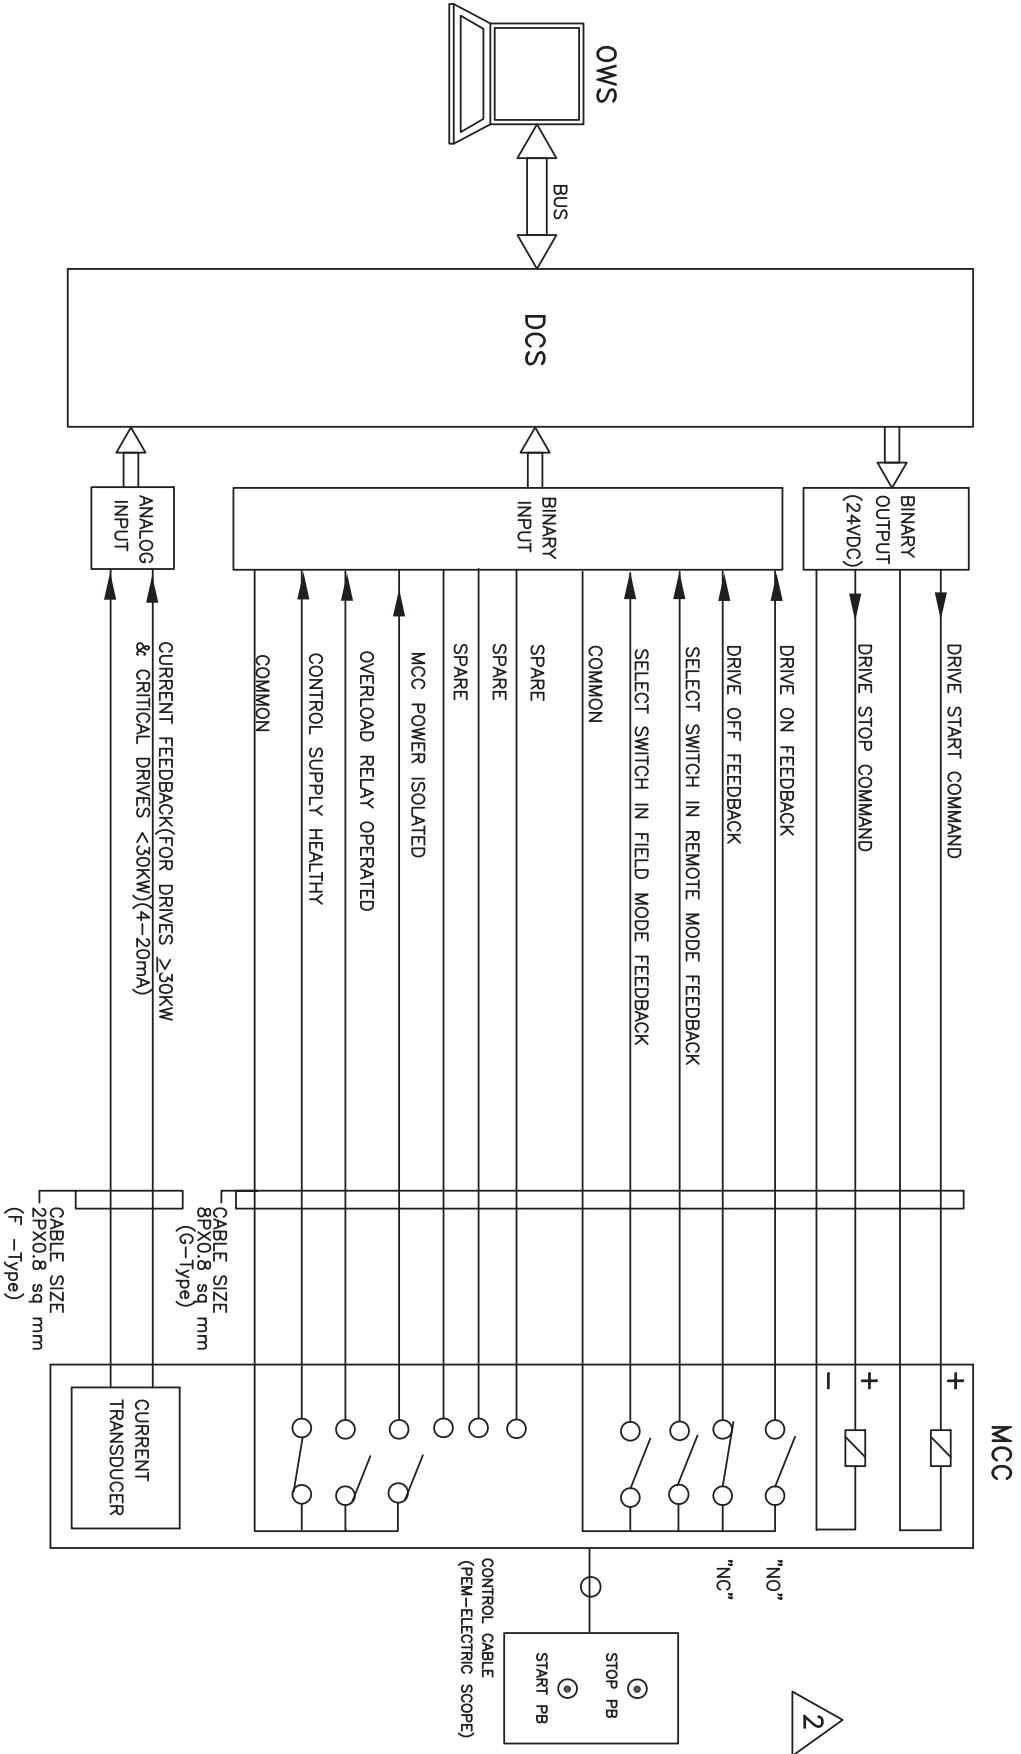 OWS
BUS
DCS
BINARY
OUTPUT
(24VDC)
BINARY
INPUT
ANALOG
INPUT
DRIVE START COMMAND
DRIVE STOP COMMAND
DRIVE ON FEEDBACK
DRIVE OFF FEEDBACK
SELECT SWITCH IN REMOTE MODE FEEDBACK
SELECT SWITCH IN FIELD MODE FEEDBACK
COMMON
SPARE
SPARE
SPARE
MCC POWER ISOLATED
OVERLOAD RELAY OPERATED
CONTROL SUPPLY HEALTHY
COMMON
CURRENT FEEDBACK(FOR DRIVES ≥30KW
& CRITICAL DRIVES <30KW)(4-20mA)
CABLE SIZE
8PX0.8 sq mm
(G-Type)
CABLE SIZE
2PX0.8 sq mm
(F -Type)
MCC
+
+
-
CURRENT
TRANSDUCER
"NO"
"NC"
CONTROL CABLE
(PEM-ELECTRIC SCOPE)
STOP PB
START PB
2